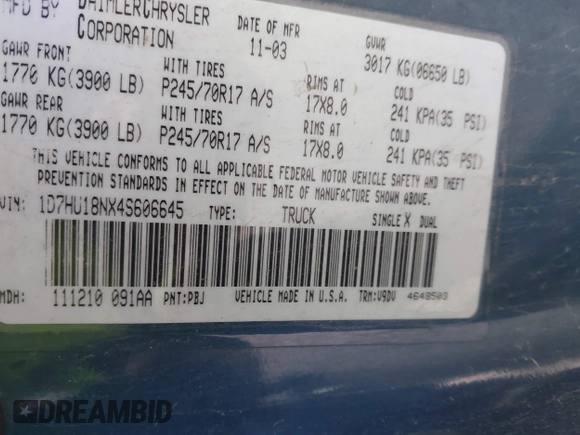 MFD BY DAIMLERCHRYSLER CORPORATION
DATE OF MFR 11-03
GVWR 3017 KG(06650 LB)
GAWR FRONT WITH TIRES RIMS AT COLD
1770 KG(3900 LB) P245/70R17 A/S 17X8.0 241 KPA(35 PSI)
GAWR REAR WITH TIRES RIMS AT COLD
1770 KG(3900 LB) P245/70R17 A/S 17X8.0 241 KPA(35 PSI)
THIS VEHICLE CONFORMS TO ALL APPLICABLE FEDERAL MOTOR VEHICLE SAFETY AND THEFT
PREVENTION STANDARDS IN EFFECT ON THE DATE OF MANUFACTURE SHOWN ABOVE.
VIN: 1D7HU18NX4S606645 TYPE: TRUCK SINGLE X DUAL
MDH: 111210 091AA PNT:PBJ VEHICLE MADE IN U.S.A. TRM:V9DV 4648503
DREAMBID